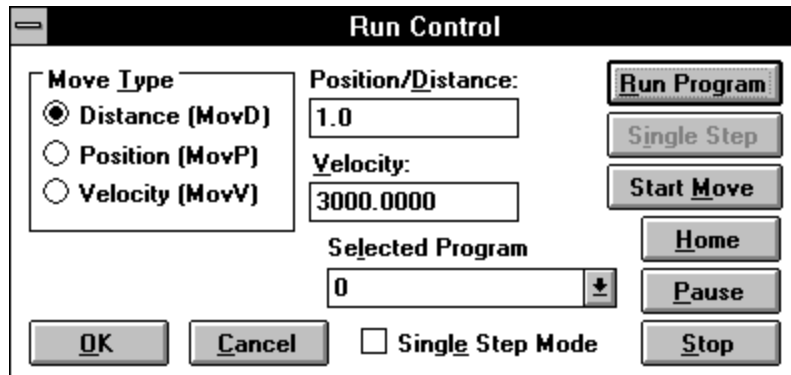 Run Control
Move Type
Distance (MovD)
Position (MovP)
Velocity (MovV)
Position/Distance:
1.0
Velocity:
3000.0000
Selected Program
0
Run Program
Single Step
Start Move
Home
Pause
Stop
OK
Cancel
Single Step Mode